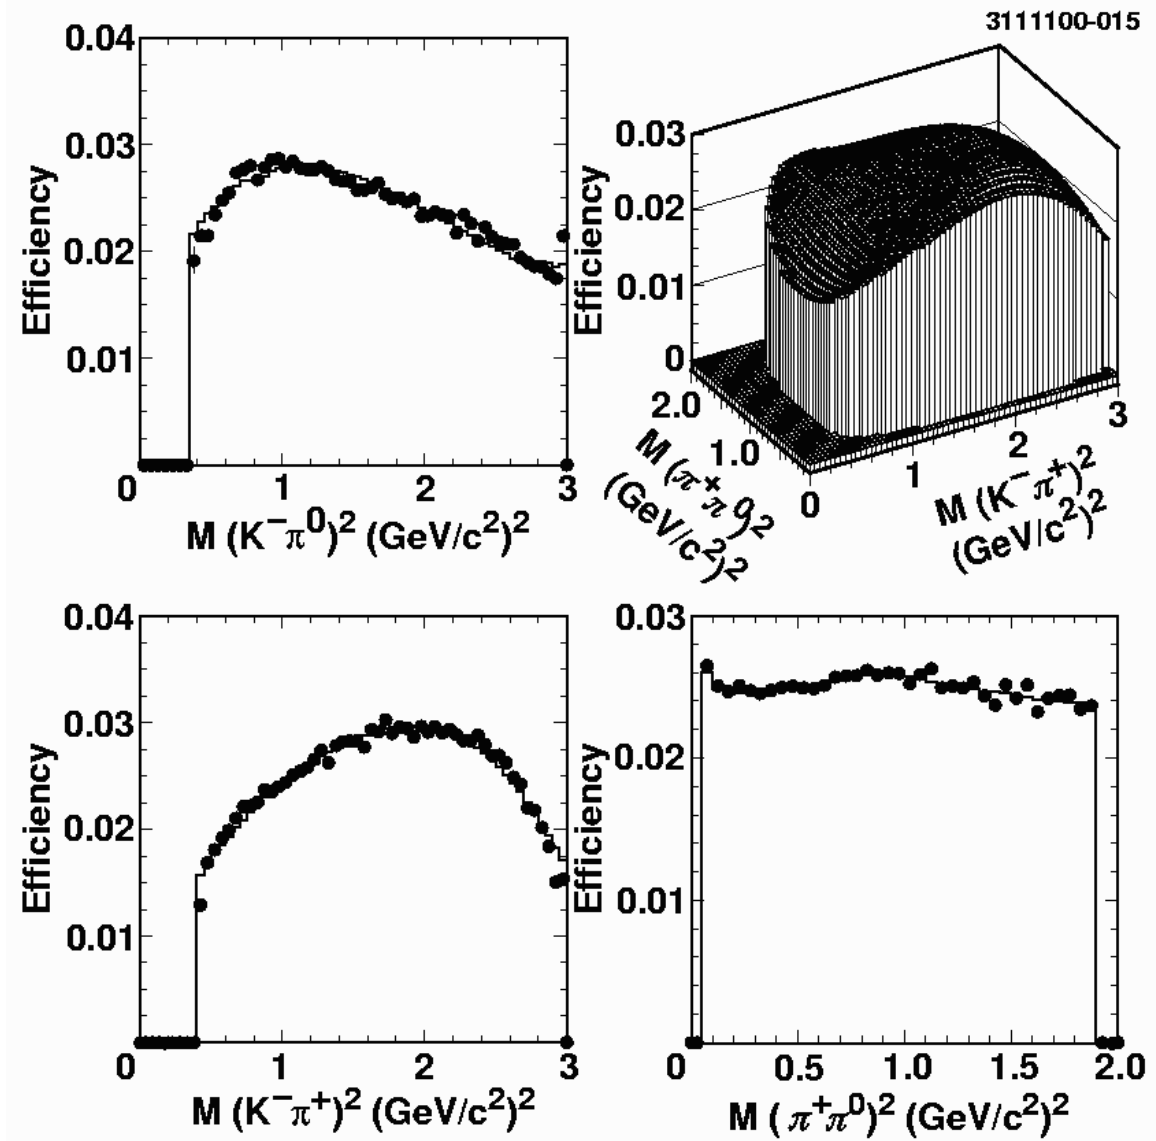 3111100-015
0.04
0.03
0.02
0.01
Efficiency
0 1 2 3
M (K⁻π⁰)² (GeV/c²)²
0.03
0.02
0.01
0
Efficiency
2.0
1.0
0
1
2
3
M (π⁺π⁰)²
(GeV/c²)²
M (K⁻π⁺)²
(GeV/c²)²
0.04
0.03
0.02
0.01
Efficiency
0 1 2 3
M (K⁻π⁺)² (GeV/c²)²
0.03
0.02
0.01
Efficiency
0 0.5 1.0 1.5 2.0
M (π⁺π⁰)² (GeV/c²)²